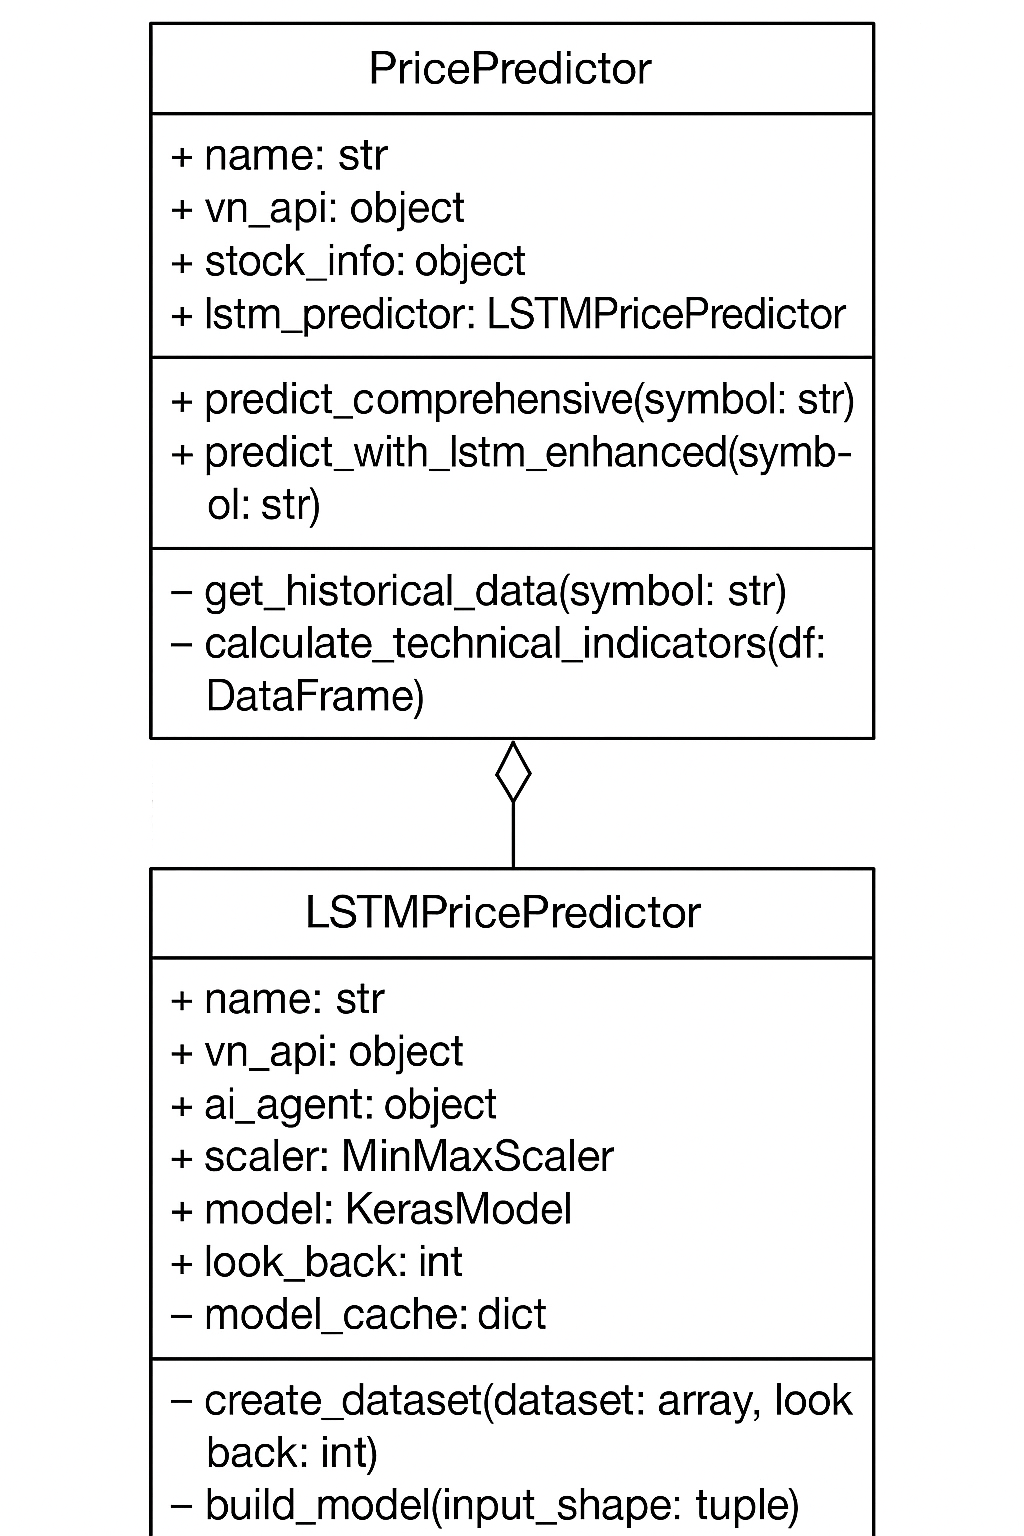 PricePredictor
+ name: str
+ vn_api: object
+ stock_info: object
+ lstm_predictor: LSTMPricePredictor
+ predict_comprehensive(symbol: str)
+ predict_with_lstm_enhanced(symb-
ol: str)
− get_historical_data(symbol: str)
− calculate_technical_indicators(df:
DataFrame)
LSTMPricePredictor
+ name: str
+ vn_api: object
+ ai_agent: object
+ scaler: MinMaxScaler
+ model: KerasModel
+ look_back: int
− model_cache: dict
− create_dataset(dataset: array, look
back: int)
− build_model(input_shape: tuple)